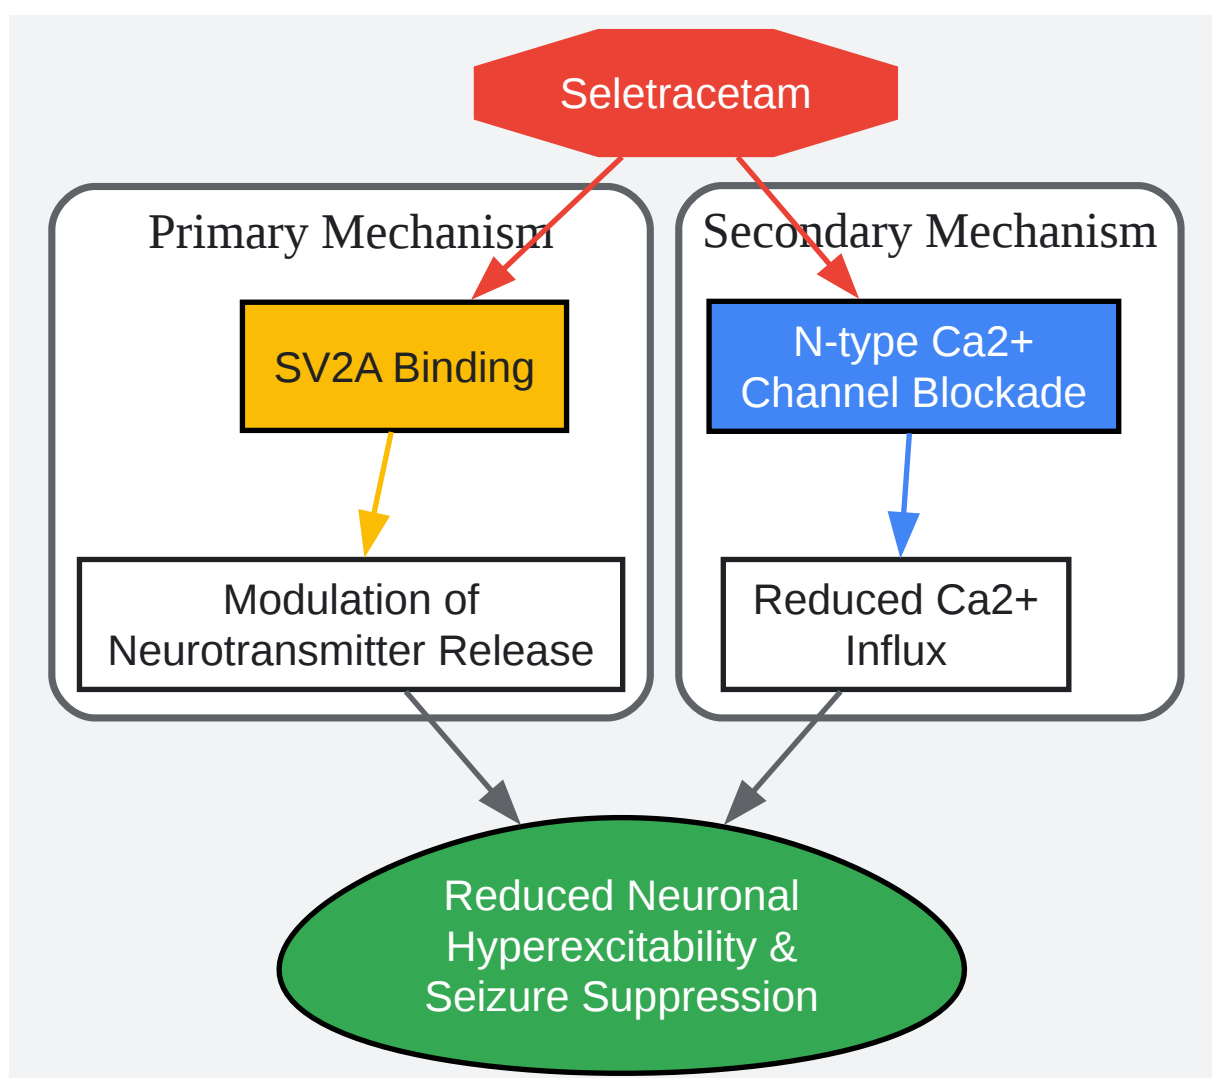 Seletracetam
Primary Mechanism
SV2A Binding
Modulation of
Neurotransmitter Release
Secondary Mechanism
N-type Ca2+
Channel Blockade
Reduced Ca2+
Influx
Reduced Neuronal
Hyperexcitability &
Seizure Suppression